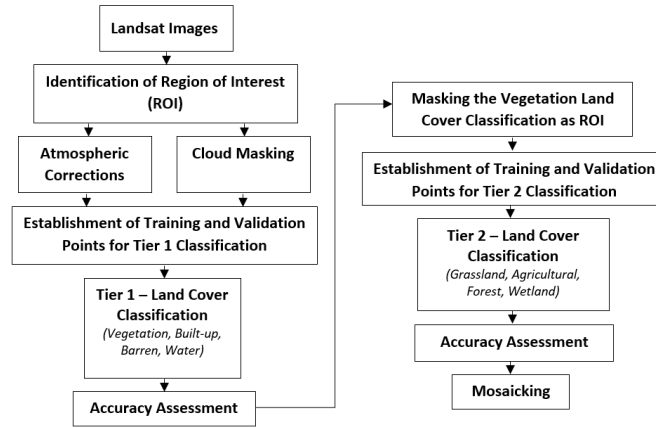 Landsat Images
Identification of Region of Interest
(ROI)
Atmospheric
Corrections
Cloud Masking
Establishment of Training and Validation
Points for Tier 1 Classification
Tier 1 – Land Cover
Classification
(Vegetation, Built-up,
Barren, Water)
Accuracy Assessment
Masking the Vegetation Land
Cover Classification as ROI
Establishment of Training and Validation
Points for Tier 2 Classification
Tier 2 – Land Cover
Classification
(Grassland, Agricultural,
Forest, Wetland)
Accuracy Assessment
Mosaicking